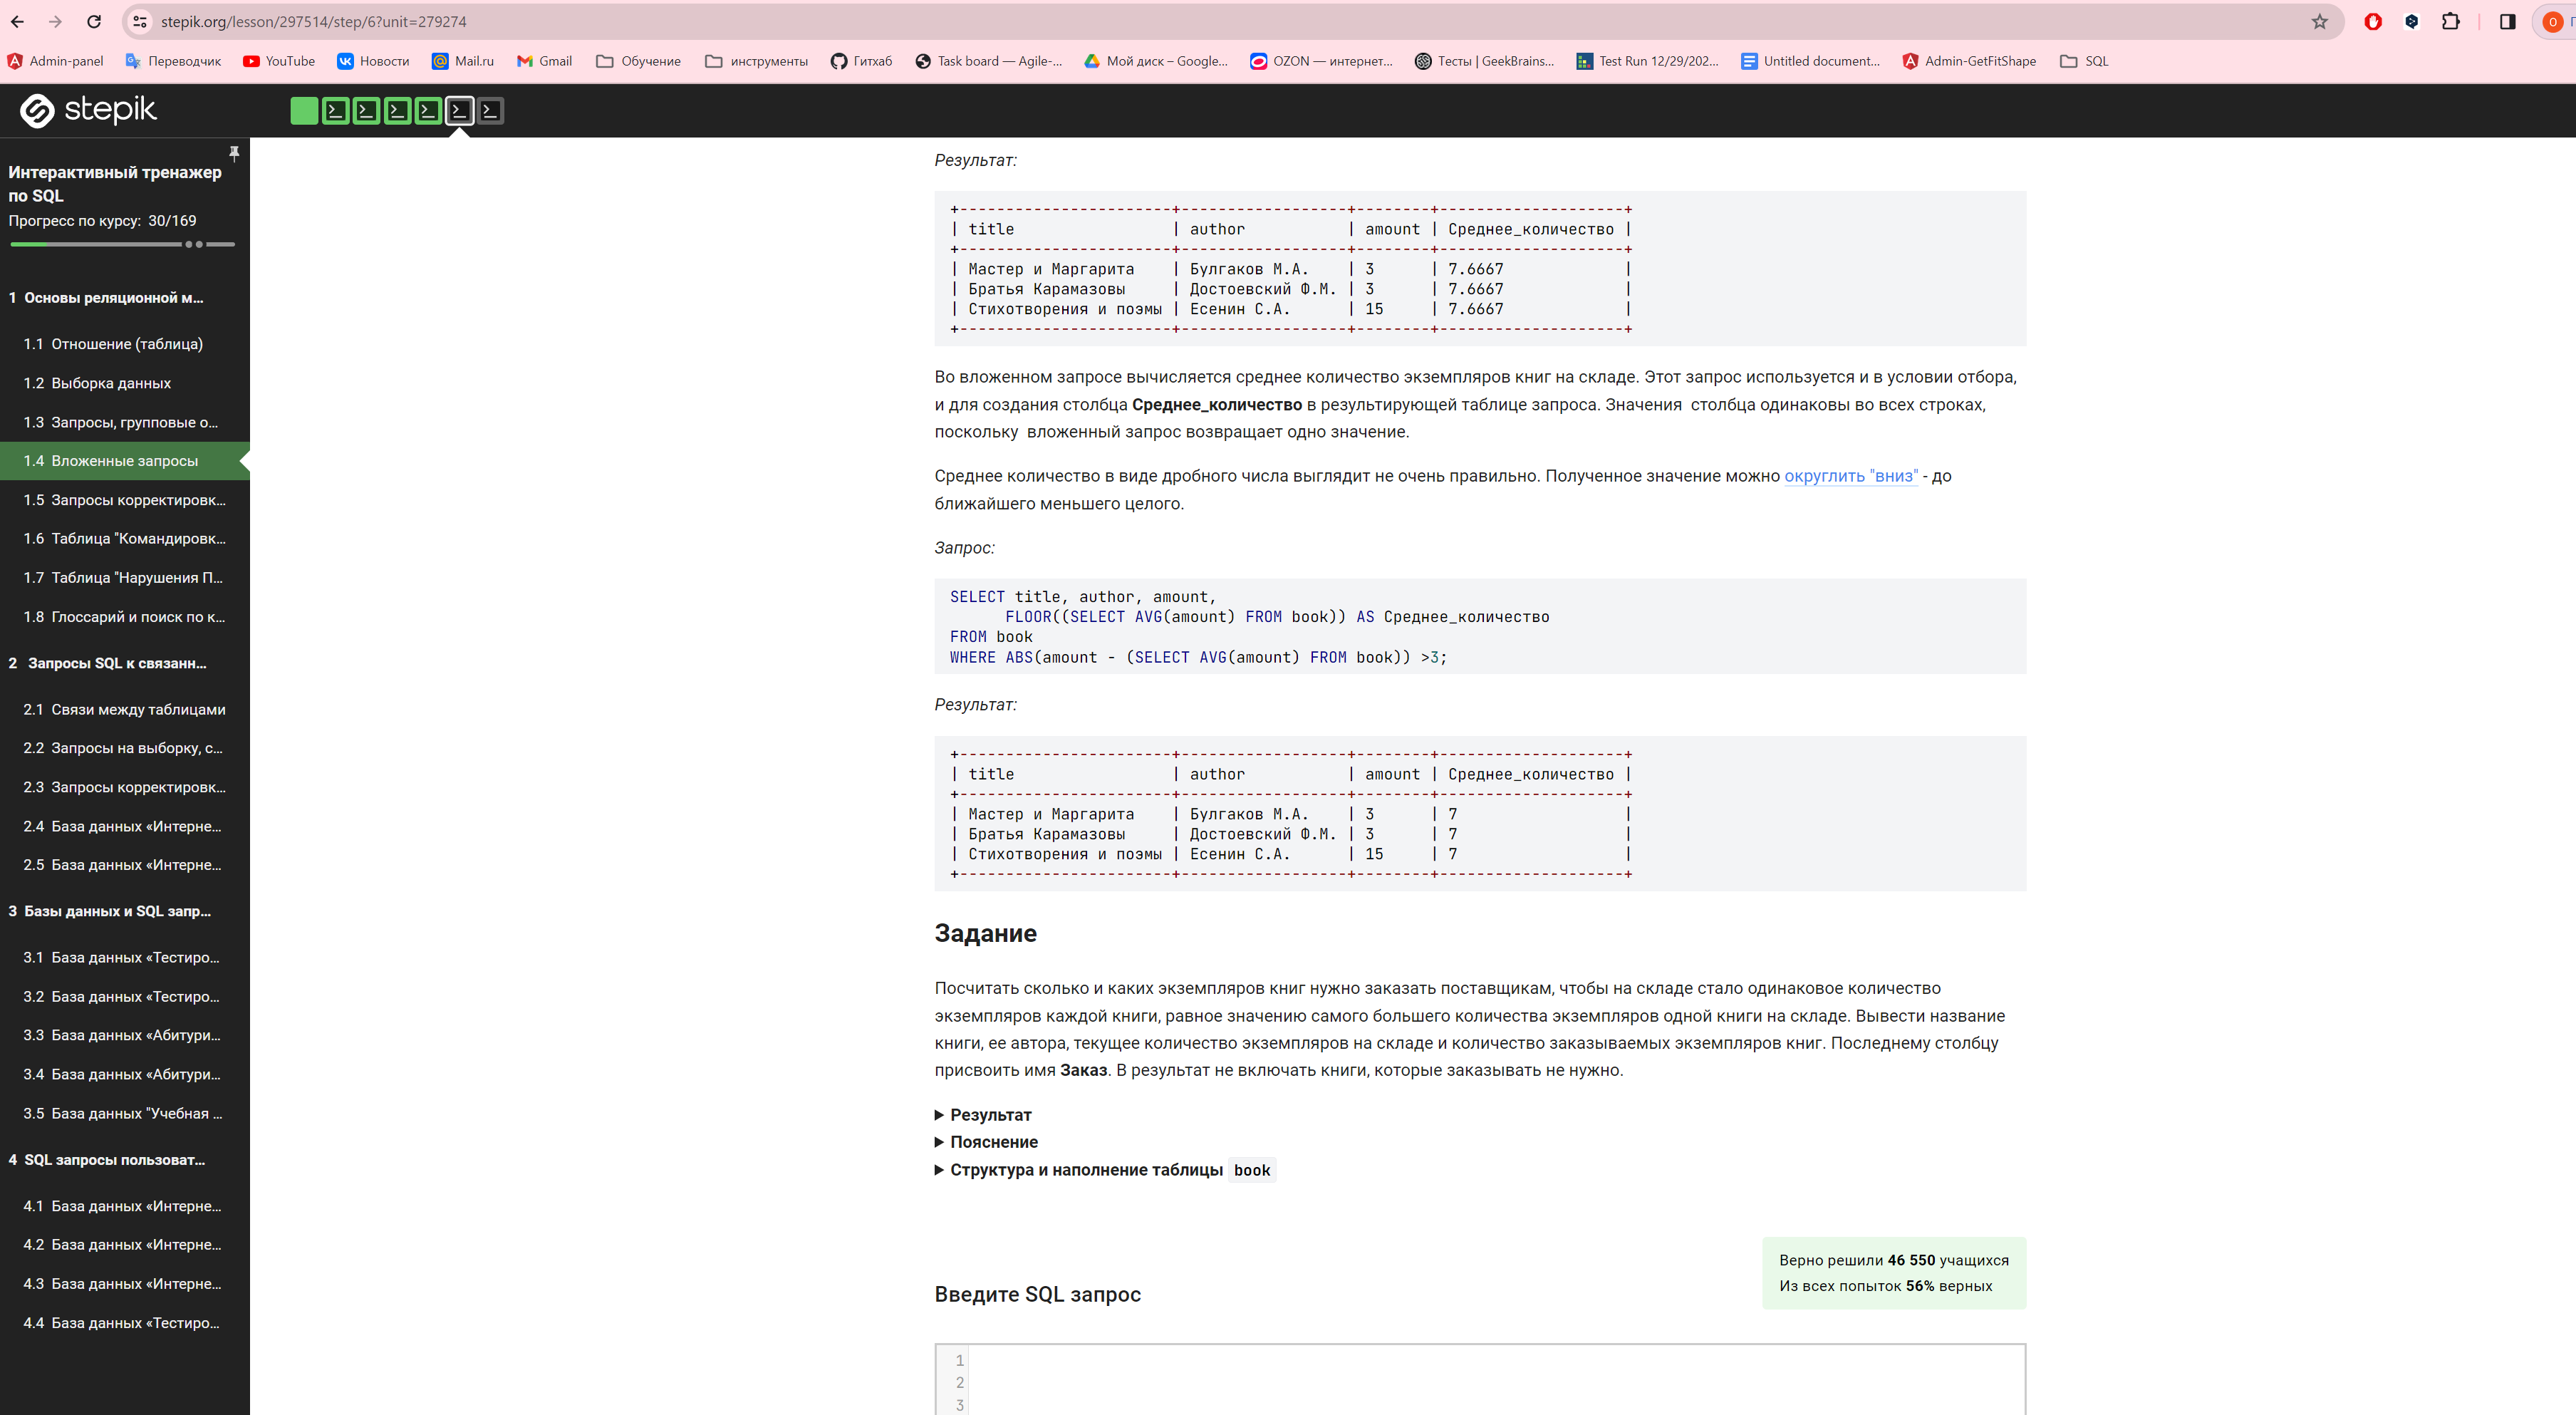 stepik.org/lesson/297514/step/6?unit=279274
O
Admin-panel Переводчик YouTube Новости Mail.ru Gmail Обучение инструменты Гитхаб Task board — Agile-... Мой диск – Google... OZON — интернет... Тесты | GeekBrains... Test Run 12/29/202... Untitled document... Admin-GetFitShape SQL
stepik
Интерактивный тренажер
по SQL
Прогресс по курсу: 30/169
1 Основы реляционной м...
1.1 Отношение (таблица)
1.2 Выборка данных
1.3 Запросы, групповые о...
1.4 Вложенные запросы
1.5 Запросы корректировк...
1.6 Таблица "Командировк...
1.7 Таблица "Нарушения П...
1.8 Глоссарий и поиск по к...
2 Запросы SQL к связанн...
2.1 Связи между таблицами
2.2 Запросы на выборку, с...
2.3 Запросы корректировк...
2.4 База данных «Интерне...
2.5 База данных «Интерне...
3 Базы данных и SQL запр...
3.1 База данных «Тестиро...
3.2 База данных «Тестиро...
3.3 База данных «Абитури...
3.4 База данных «Абитури...
3.5 База данных "Учебная ...
4 SQL запросы пользоват...
4.1 База данных «Интерне...
4.2 База данных «Интерне...
4.3 База данных «Интерне...
4.4 База данных «Тестиро...
Результат:
+-----------------------+------------------+--------+--------------------+
| title | author | amount | Среднее_количество |
+-----------------------+------------------+--------+--------------------+
| Мастер и Маргарита | Булгаков М.А. | 3 | 7.6667 |
| Братья Карамазовы | Достоевский Ф.М. | 3 | 7.6667 |
| Стихотворения и поэмы | Есенин С.А. | 15 | 7.6667 |
+-----------------------+------------------+--------+--------------------+
Во вложенном запросе вычисляется среднее количество экземпляров книг на складе. Этот запрос используется и в условии отбора,
и для создания столбца Среднее_количество в результирующей таблице запроса. Значения столбца одинаковы во всех строках,
поскольку вложенный запрос возвращает одно значение.
Среднее количество в виде дробного числа выглядит не очень правильно. Полученное значение можно округлить "вниз" - до
ближайшего меньшего целого.
Запрос:
SELECT title, author, amount,
FLOOR((SELECT AVG(amount) FROM book)) AS Среднее_количество
FROM book
WHERE ABS(amount - (SELECT AVG(amount) FROM book)) >3;
Результат:
+-----------------------+------------------+--------+--------------------+
| title | author | amount | Среднее_количество |
+-----------------------+------------------+--------+--------------------+
| Мастер и Маргарита | Булгаков М.А. | 3 | 7 |
| Братья Карамазовы | Достоевский Ф.М. | 3 | 7 |
| Стихотворения и поэмы | Есенин С.А. | 15 | 7 |
+-----------------------+------------------+--------+--------------------+
Задание
Посчитать сколько и каких экземпляров книг нужно заказать поставщикам, чтобы на складе стало одинаковое количество
экземпляров каждой книги, равное значению самого большего количества экземпляров одной книги на складе. Вывести название
книги, ее автора, текущее количество экземпляров на складе и количество заказываемых экземпляров книг. Последнему столбцу
присвоить имя Заказ. В результат не включать книги, которые заказывать не нужно.
Результат
Пояснение
Структура и наполнение таблицы book
Верно решили 46 550 учащихся
Из всех попыток 56% верных
Введите SQL запрос
1
2
3